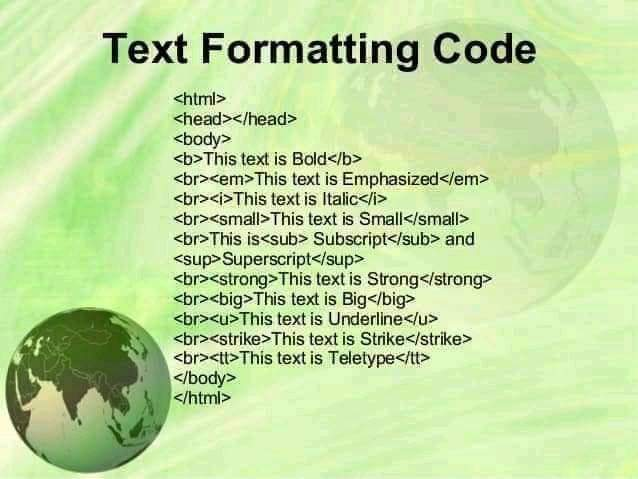 Text Formatting Code
<html>
<head></head>
<body>
<b>This text is Bold</b>
<br><em>This text is Emphasized</em>
<br><i>This text is Italic</i>
<br><small>This text is Small</small>
<br>This is<sub> Subscript</sub> and
<sup>Superscript</sup>
<br><strong>This text is Strong</strong>
<br><big>This text is Big</big>
<br><u>This text is Underline</u>
<br><strike>This text is Strike</strike>
<br><tt>This text is Teletype</tt>
</body>
</html>